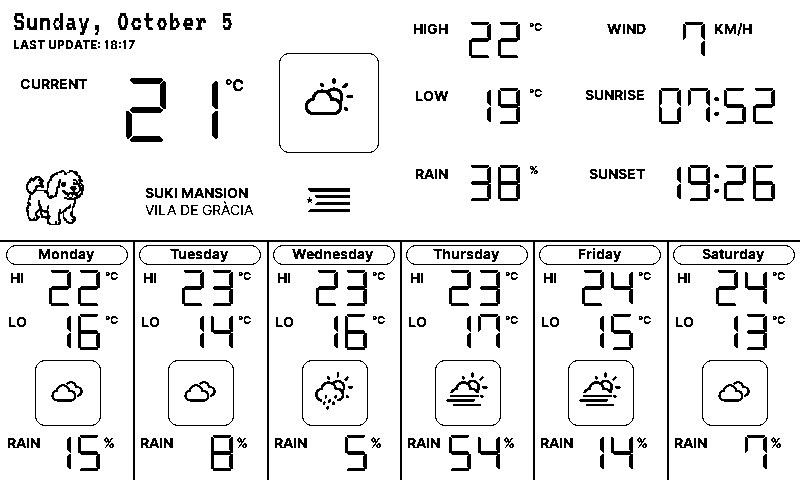 Sunday, October 5
LAST UPDATE: 18:17
CURRENT 21 °C
HIGH 22 °C
WIND 7 KM/H
LOW 19 °C
SUNRISE 07:52
RAIN 38 %
SUNSET 19:26
SUKI MANSION
VILA DE GRÀCIA
Monday
HI 22 °C
LO 16 °C
RAIN 15 %
Tuesday
HI 23 °C
LO 14 °C
RAIN 8 %
Wednesday
HI 23 °C
LO 16 °C
RAIN 5 %
Thursday
HI 23 °C
LO 17 °C
RAIN 54 %
Friday
HI 24 °C
LO 15 °C
RAIN 14 %
Saturday
HI 24 °C
LO 13 °C
RAIN 7 %